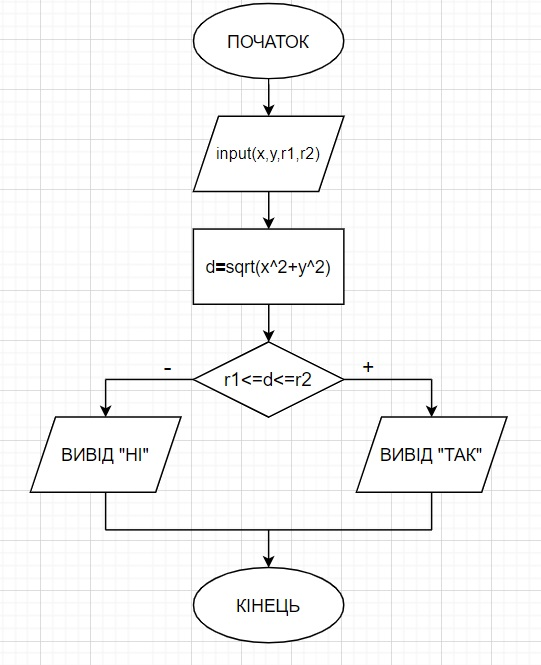 ПОЧАТОК
input(x,y,r1,r2)
d=sqrt(x^2+y^2)
-
+
r1<=d<=r2
ВИВІД "НІ"
ВИВІД "ТАК"
КІНЕЦЬ